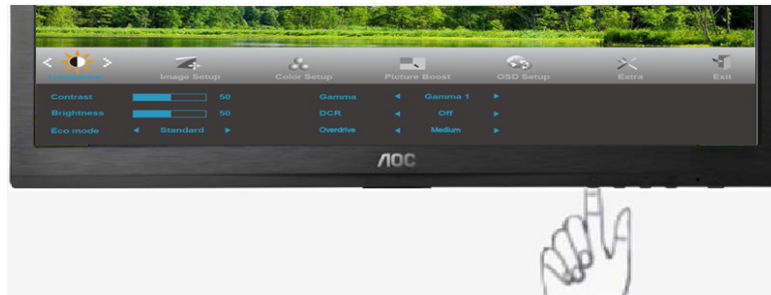 < > 
Luminance Image Setup Color Setup Picture Boost OSD Setup Extra Exit
Contrast 50 Gamma Gamma 1
Brightness 50 DCR Off
Eco mode Standard Overdrive Medium
AOC